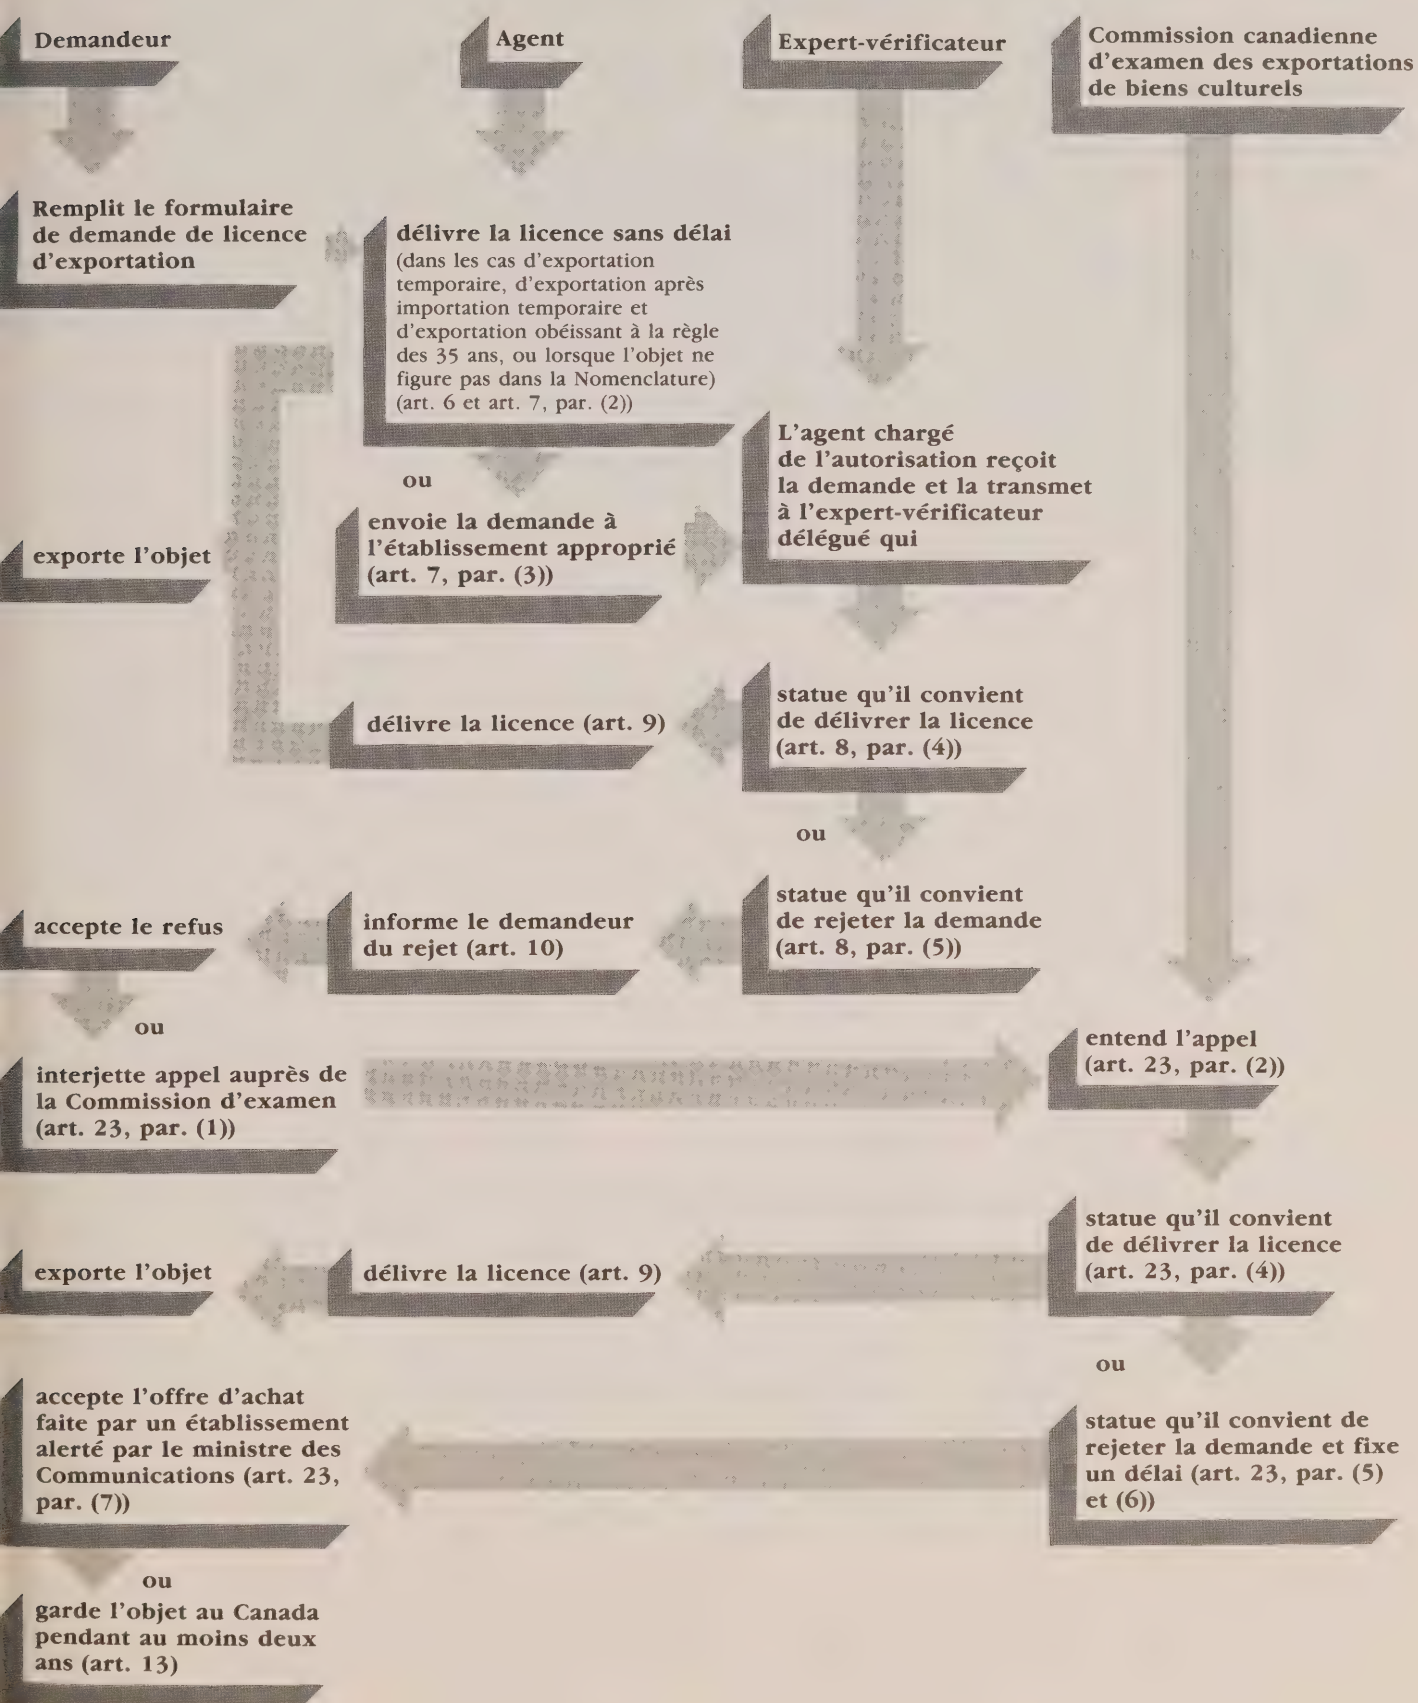 Demandeur
Agent
Expert-vérificateur
Commission canadienne
d'examen des exportations
de biens culturels
Remplit le formulaire
de demande de licence
d'exportation
délivre la licence sans délai
(dans les cas d'exportation
temporaire, d'exportation après
importation temporaire et
d'exportation obéissant à la règle
des 35 ans, ou lorsque l'objet ne
figure pas dans la Nomenclature)
(art. 6 et art. 7, par. (2))
ou
envoie la demande à
l'établissement approprié
(art. 7, par. (3))
L'agent chargé
de l'autorisation reçoit
la demande et la transmet
à l'expert-vérificateur
délégué qui
exporte l'objet
délivre la licence (art. 9)
statue qu'il convient
de délivrer la licence
(art. 8, par. (4))
ou
accepte le refus
informe le demandeur
du rejet (art. 10)
statue qu'il convient
de rejeter la demande
(art. 8, par. (5))
ou
interjette appel auprès de
la Commission d'examen
(art. 23, par. (1))
entend l'appel
(art. 23, par. (2))
exporte l'objet
délivre la licence (art. 9)
statue qu'il convient
de délivrer la licence
(art. 23, par. (4))
ou
accepte l'offre d'achat
faite par un établissement
alerté par le ministre des
Communications (art. 23,
par. (7))
statue qu'il convient de
rejeter la demande et fixe
un délai (art. 23, par. (5)
et (6))
ou
garde l'objet au Canada
pendant au moins deux
ans (art. 13)